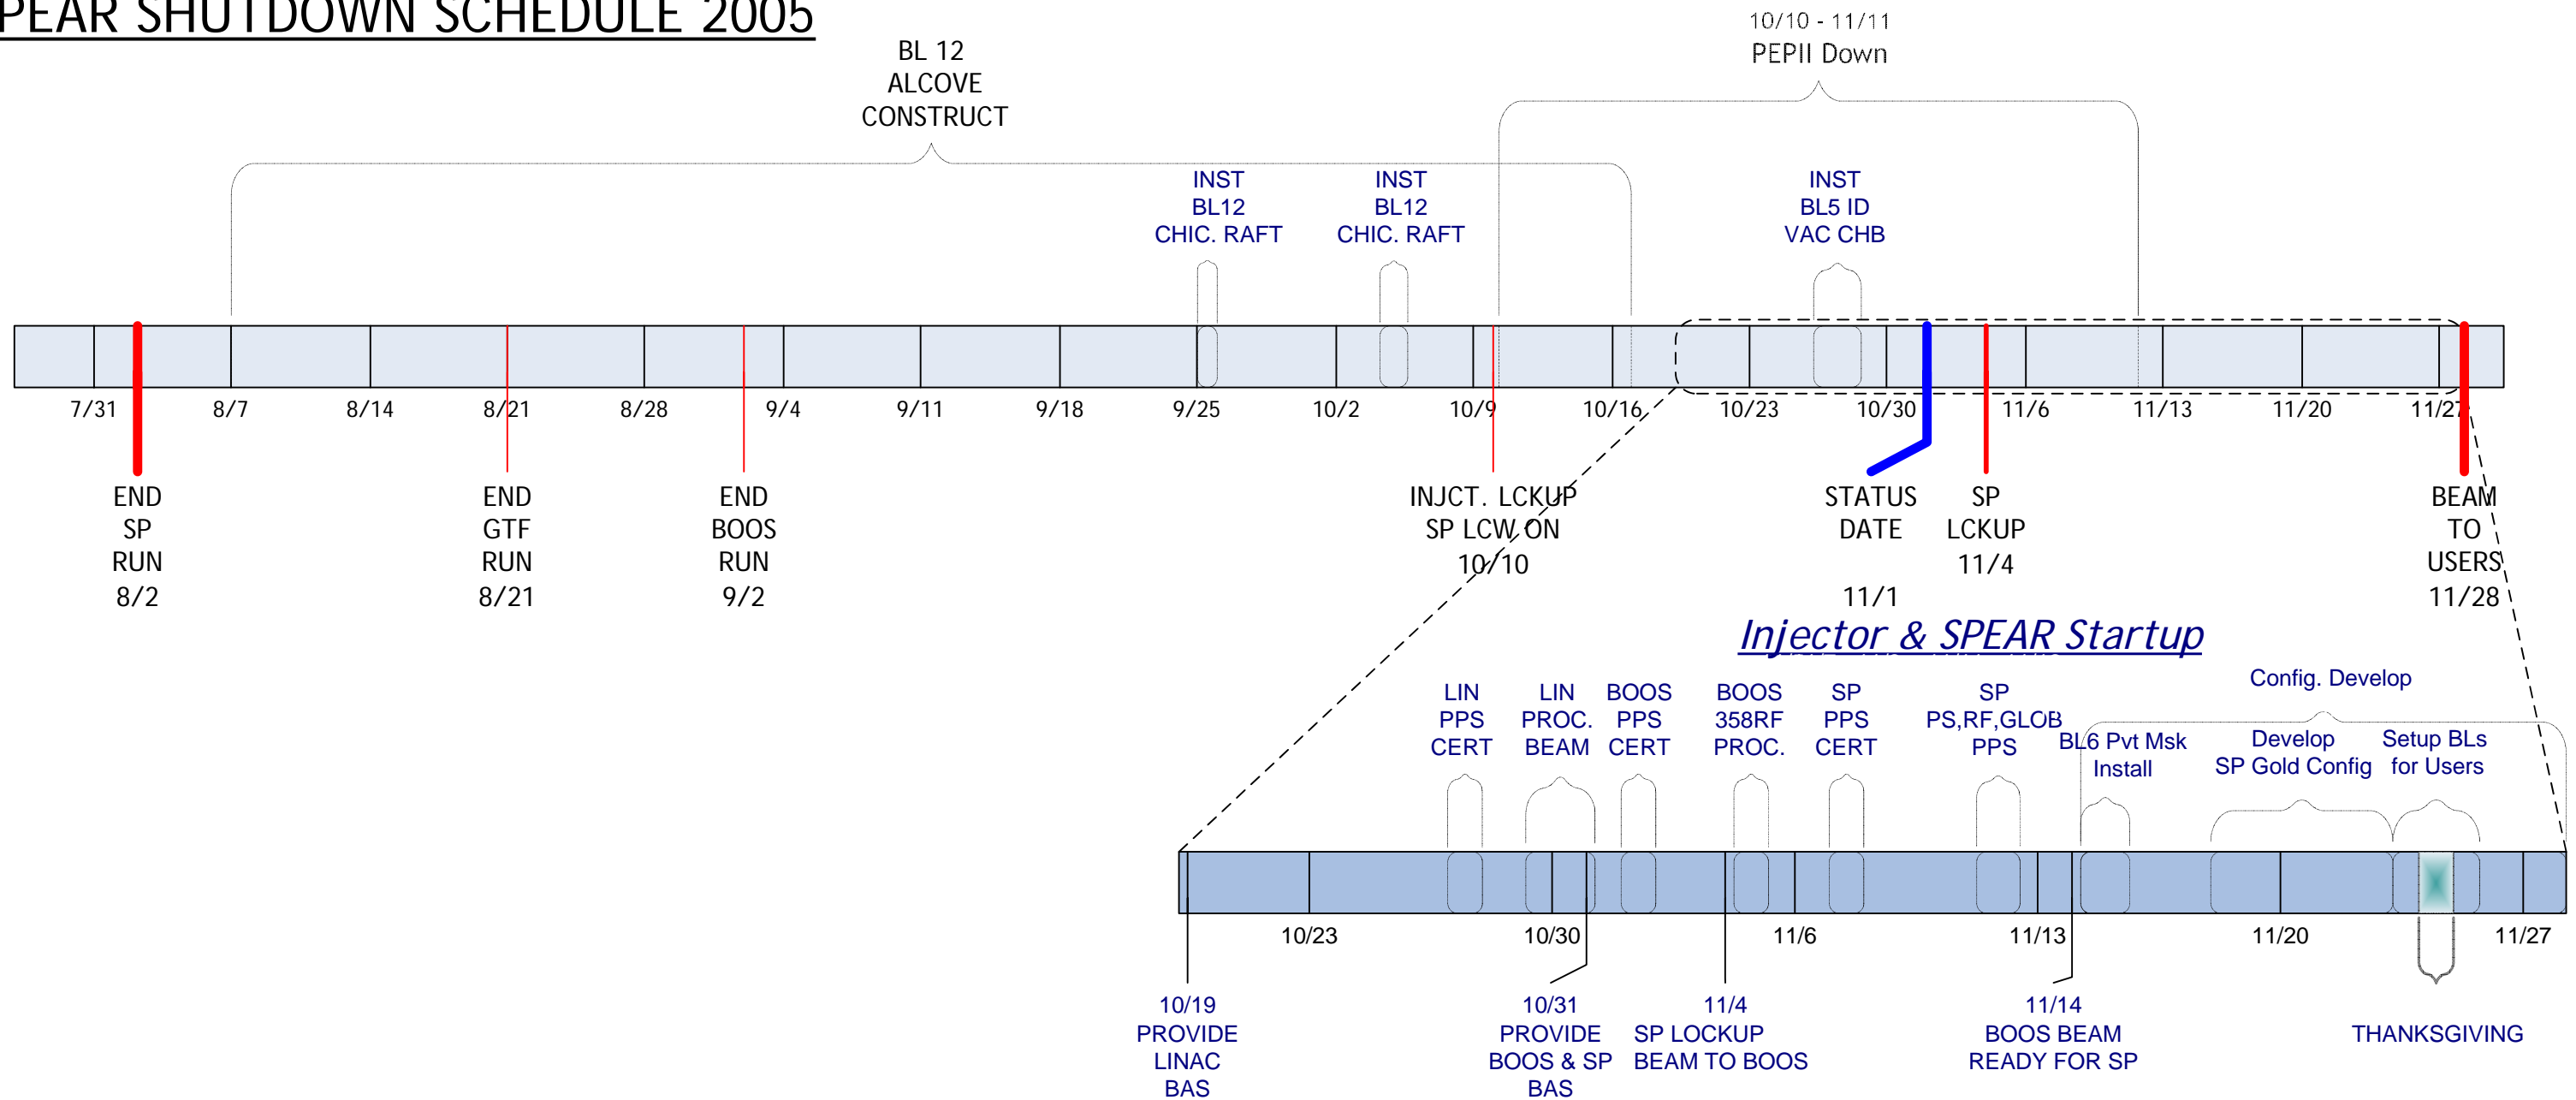 PEAR SHUTDOWN SCHEDULE 2005
10/10 - 11/11
PEPII Down
BL 12
ALCOVE
CONSTRUCT
INST
BL12
CHIC. RAFT
INST
BL12
CHIC. RAFT
INST
BL5 ID
VAC CHB
7/31
8/7
8/14
8/21
8/28
9/4
9/11
9/18
9/25
10/2
10/9
10/16
10/23
10/30
11/6
11/13
11/20
11/27
END
SP
RUN
8/2
END
GTF
RUN
8/21
END
BOOS
RUN
9/2
INJCT. LCKUP
SP LCW ON
10/10
STATUS
DATE
11/1
SP
LCKUP
11/4
BEAM
TO
USERS
11/28
Injector & SPEAR Startup
LIN
PPS
CERT
LIN
PROC.
BEAM
BOOS
PPS
CERT
BOOS
358RF
PROC.
SP
PPS
CERT
SP
PS,RF,GLOB
PPS
Config. Develop
BL6 Pvt Msk
Install
Develop
SP Gold Config
Setup BLs
for Users
10/23
10/30
11/6
11/13
11/20
11/27
10/19
PROVIDE
LINAC
BAS
10/31
PROVIDE
BOOS & SP
BAS
11/4
SP LOCKUP
BEAM TO BOOS
11/14
BOOS BEAM
READY FOR SP
THANKSGIVING